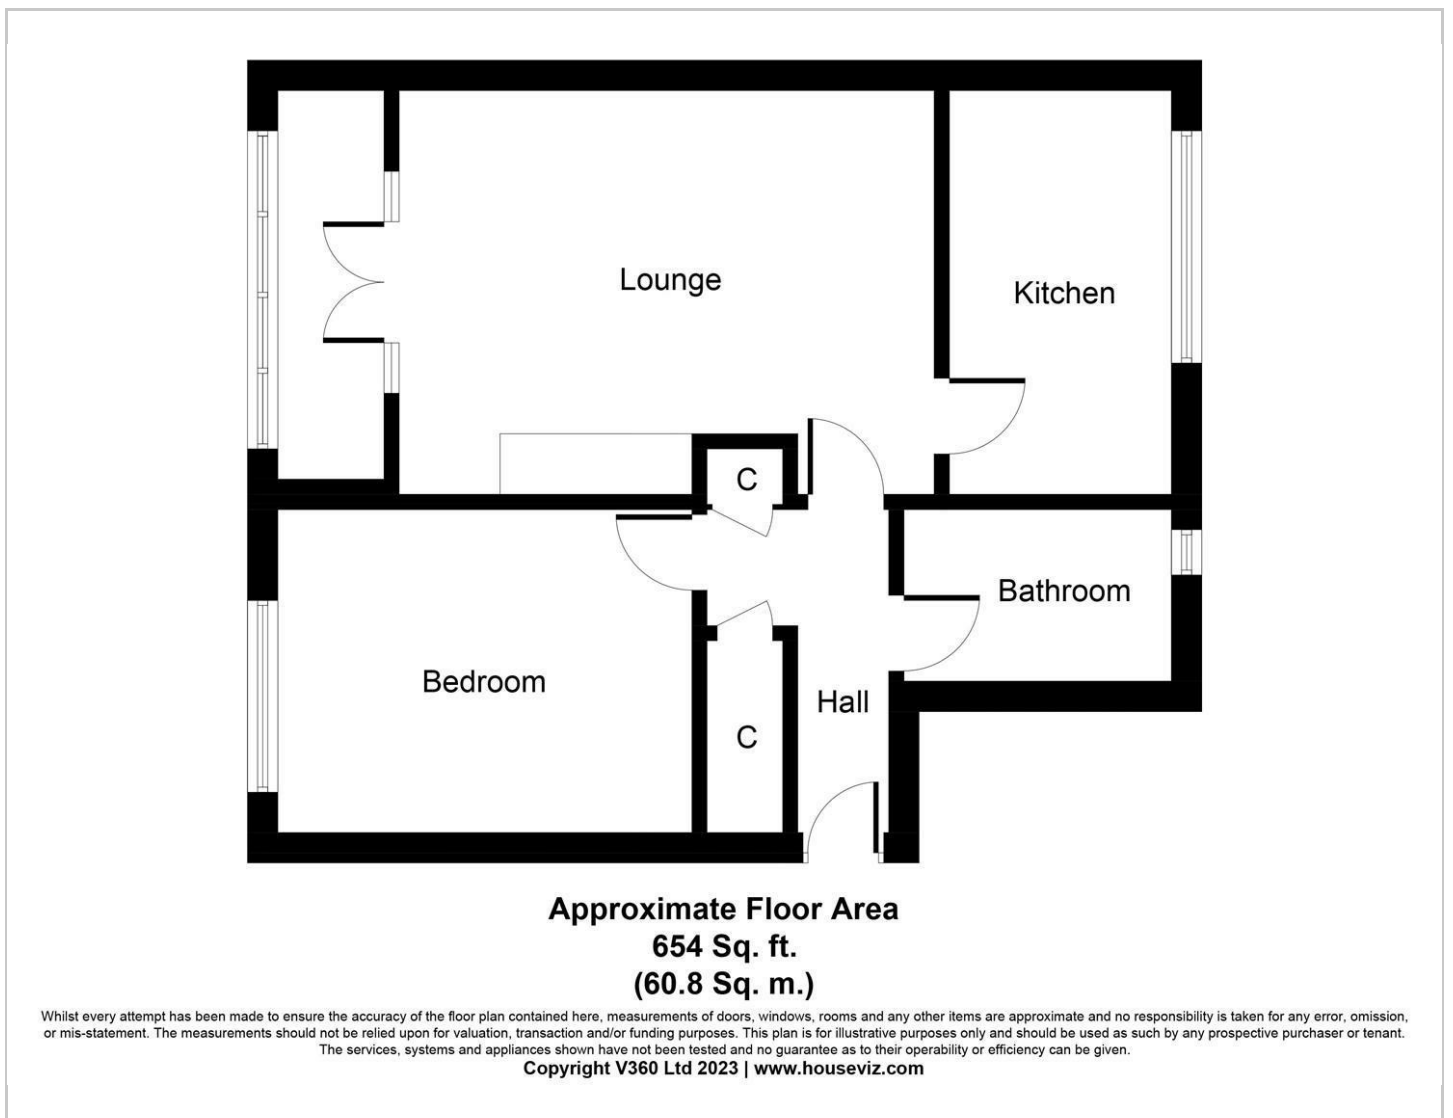 Lounge
Kitchen
C
Bathroom
Bedroom
Hall
C
Approximate Floor Area
654 Sq. ft.
(60.8 Sq. m.)
Whilst every attempt has been made to ensure the accuracy of the floor plan contained here, measurements of doors, windows, rooms and any other items are approximate and no responsibility is taken for any error, omission,
or mis-statement. The measurements should not be relied upon for valuation, transaction and/or funding purposes. This plan is for illustrative purposes only and should be used as such by any prospective purchaser or tenant.
The services, systems and appliances shown have not been tested and no guarantee as to their operability or efficiency can be given.
Copyright V360 Ltd 2023 | www.houseviz.com